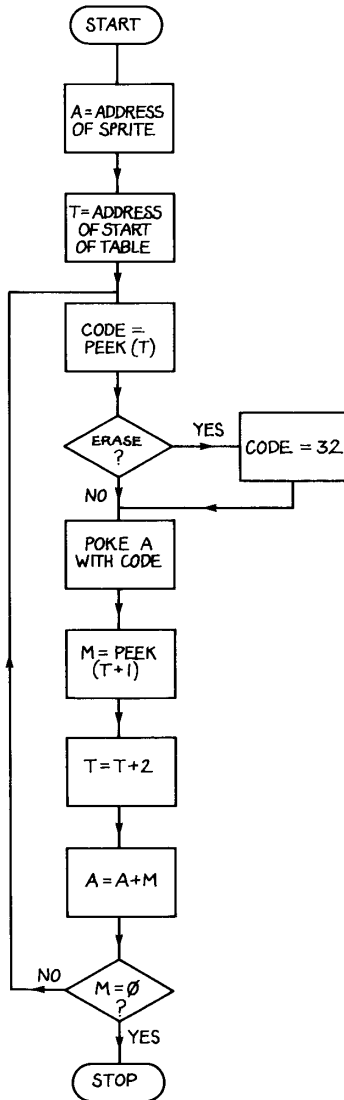 START
A=ADDRESS
OF SPRITE
T=ADDRESS
OF START
OF TABLE
CODE =
PEEK (T)
ERASE
?
YES
CODE = 32
NO
POKE A
WITH CODE
M = PEEK
(T+1)
T=T+2
A=A+M
M=Ø
?
NO
YES
STOP